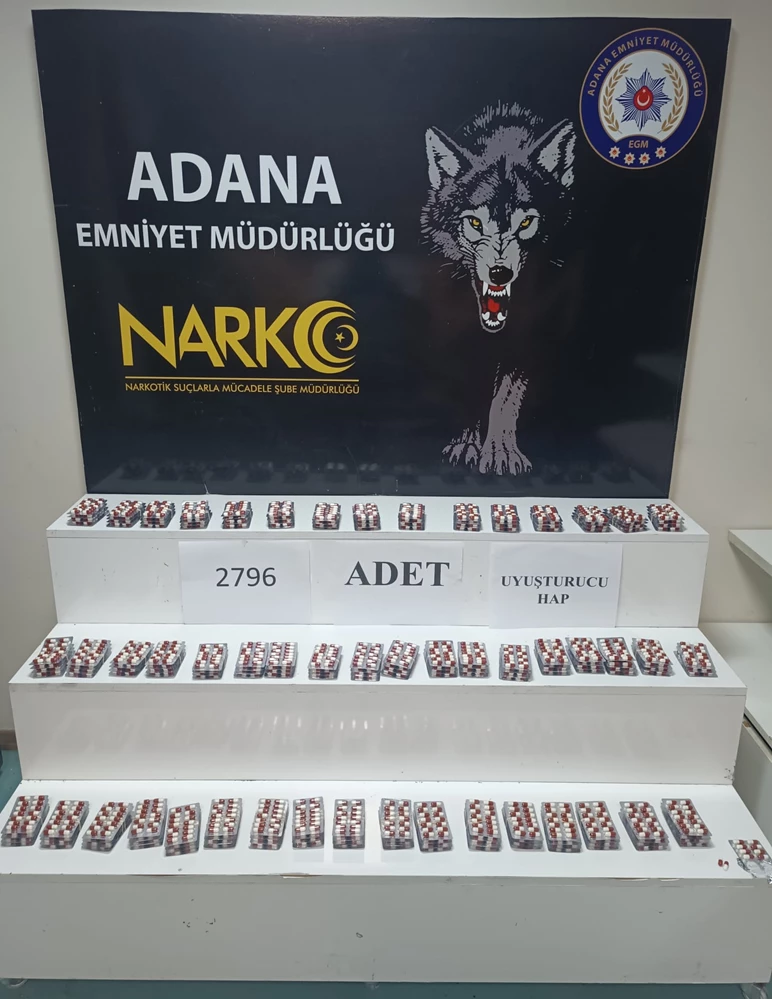 ADANA
EMNİYET MÜDÜRLÜĞÜ
NARKO
NARKOTİK SUÇLARLA MÜCADELE ŞUBE MÜDÜRLÜĞÜ
ADANA EMNİYET MÜDÜRLÜĞÜ
EGM
2796
ADET
UYUŞTURUCU
HAP